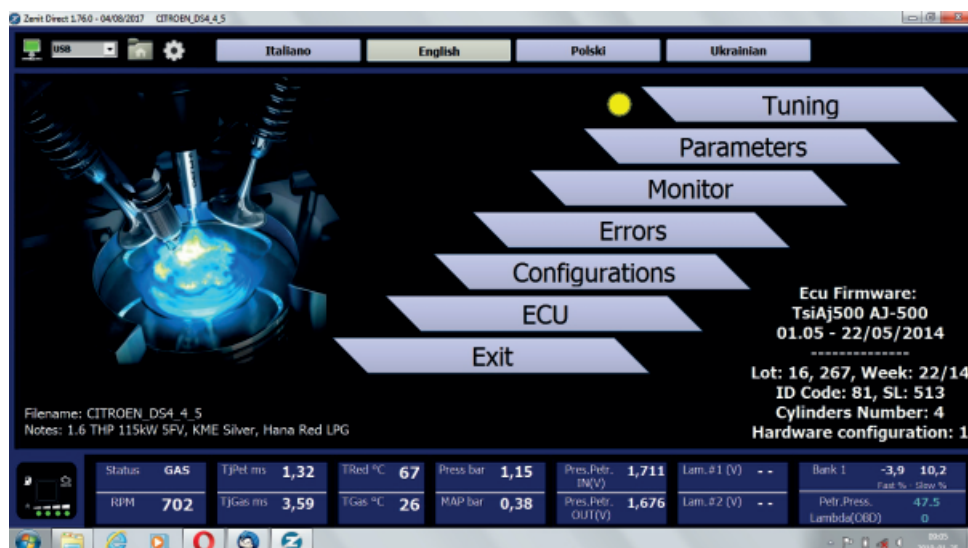 Zenit Direct 1.76.0 - 04/08/2017 CITROEN_DS4_4_5
USB
Italiano English Polski Ukrainian
Tuning
Parameters
Monitor
Errors
Configurations
ECU
Exit
Ecu Firmware:
TsiAj500 AJ-500
01.05 - 22/05/2014
--------------
Lot: 16, 267, Week: 22/14
ID Code: 81, SL: 513
Cylinders Number: 4
Hardware configuration: 1
Filename: CITROEN_DS4_4_5
Notes: 1.6 THP 115kW 5FV, KME Silver, Hana Red LPG
Status GAS TjPet ms 1,32 TRed °C 67 Press bar 1,15 Pres.Petr. IN(V) 1,711 Lam.#1 (V) - - Bank 1 -3,9 10,2
Fast % - Slow %
RPM 702 TjGas ms 3,59 TGas °C 26 MAP bar 0,38 Pres.Petr. OUT(V) 1,676 Lam.#2 (V) - - Petr.Press. 47.5
Lambda(OBD) 0
09:05